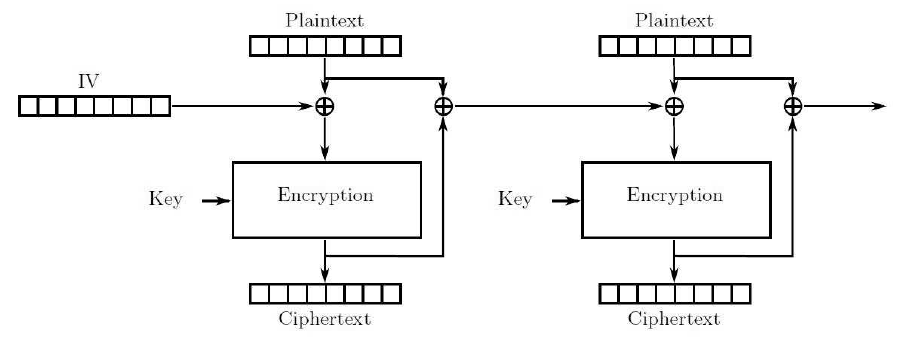 Plaintext
Plaintext
IV
Key
Encryption
Key
Encryption
Ciphertext
Ciphertext